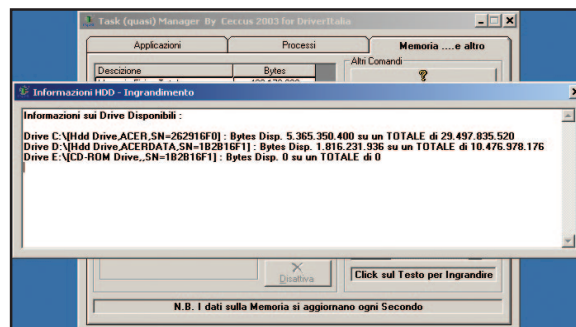 Task (quasi) Manager By Ceccus 2003 for DriverItalia
Applicazioni Processi Memoria ....e altro
Descizione Bytes Altri Comandi
Informazioni HDD - Ingrandimento
Informazioni sui Drive Disponibili :
Drive C:\[Hdd Drive,ACER,SN=262916F0] : Bytes Disp. 5.365.350.400 su un TOTALE di 29.497.835.520
Drive D:\[Hdd Drive,ACERDATA,SN=1B2B16F1] : Bytes Disp. 1.816.231.936 su un TOTALE di 10.476.978.176
Drive E:\[CD-ROM Drive,,SN=1B2B16F1] : Bytes Disp. 0 su un TOTALE di 0
Disattiva
Click sul Testo per Ingrandire
N.B. I dati sulla Memoria si aggiornano ogni Secondo